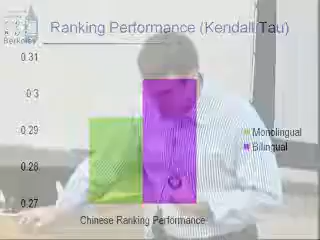 Ranking Performance (Kendall Tau)
Berkeley
0.31
0.3
0.29
0.28
0.27
Monolingual
Bilingual
Chinese Ranking Performance